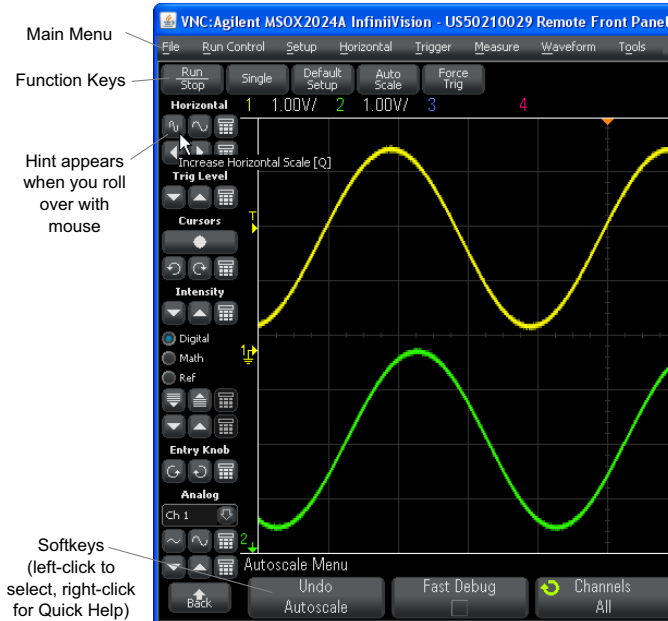 VNC:Agilent MSOX2024A InfiniiVision - US50210029 Remote Front Panel
Main Menu
File Run Control Setup Horizontal Trigger Measure Waveform Tools
Function Keys
Run
Stop
Single
Default
Setup
Auto
Scale
Force
Trig
Horizontal
1 1.00V/ 2 1.00V/ 3 4
Hint appears
when you roll
over with
mouse
Increase Horizontal Scale [Q]
Trig Level
T
Cursors
Intensity
Digital
Math
Ref
1
Entry Knob
Analog
Ch 1
2
Softkeys
(left-click to
select, right-click
for Quick Help)
Autoscale Menu
Back
Undo
Autoscale
Fast Debug
Channels
All